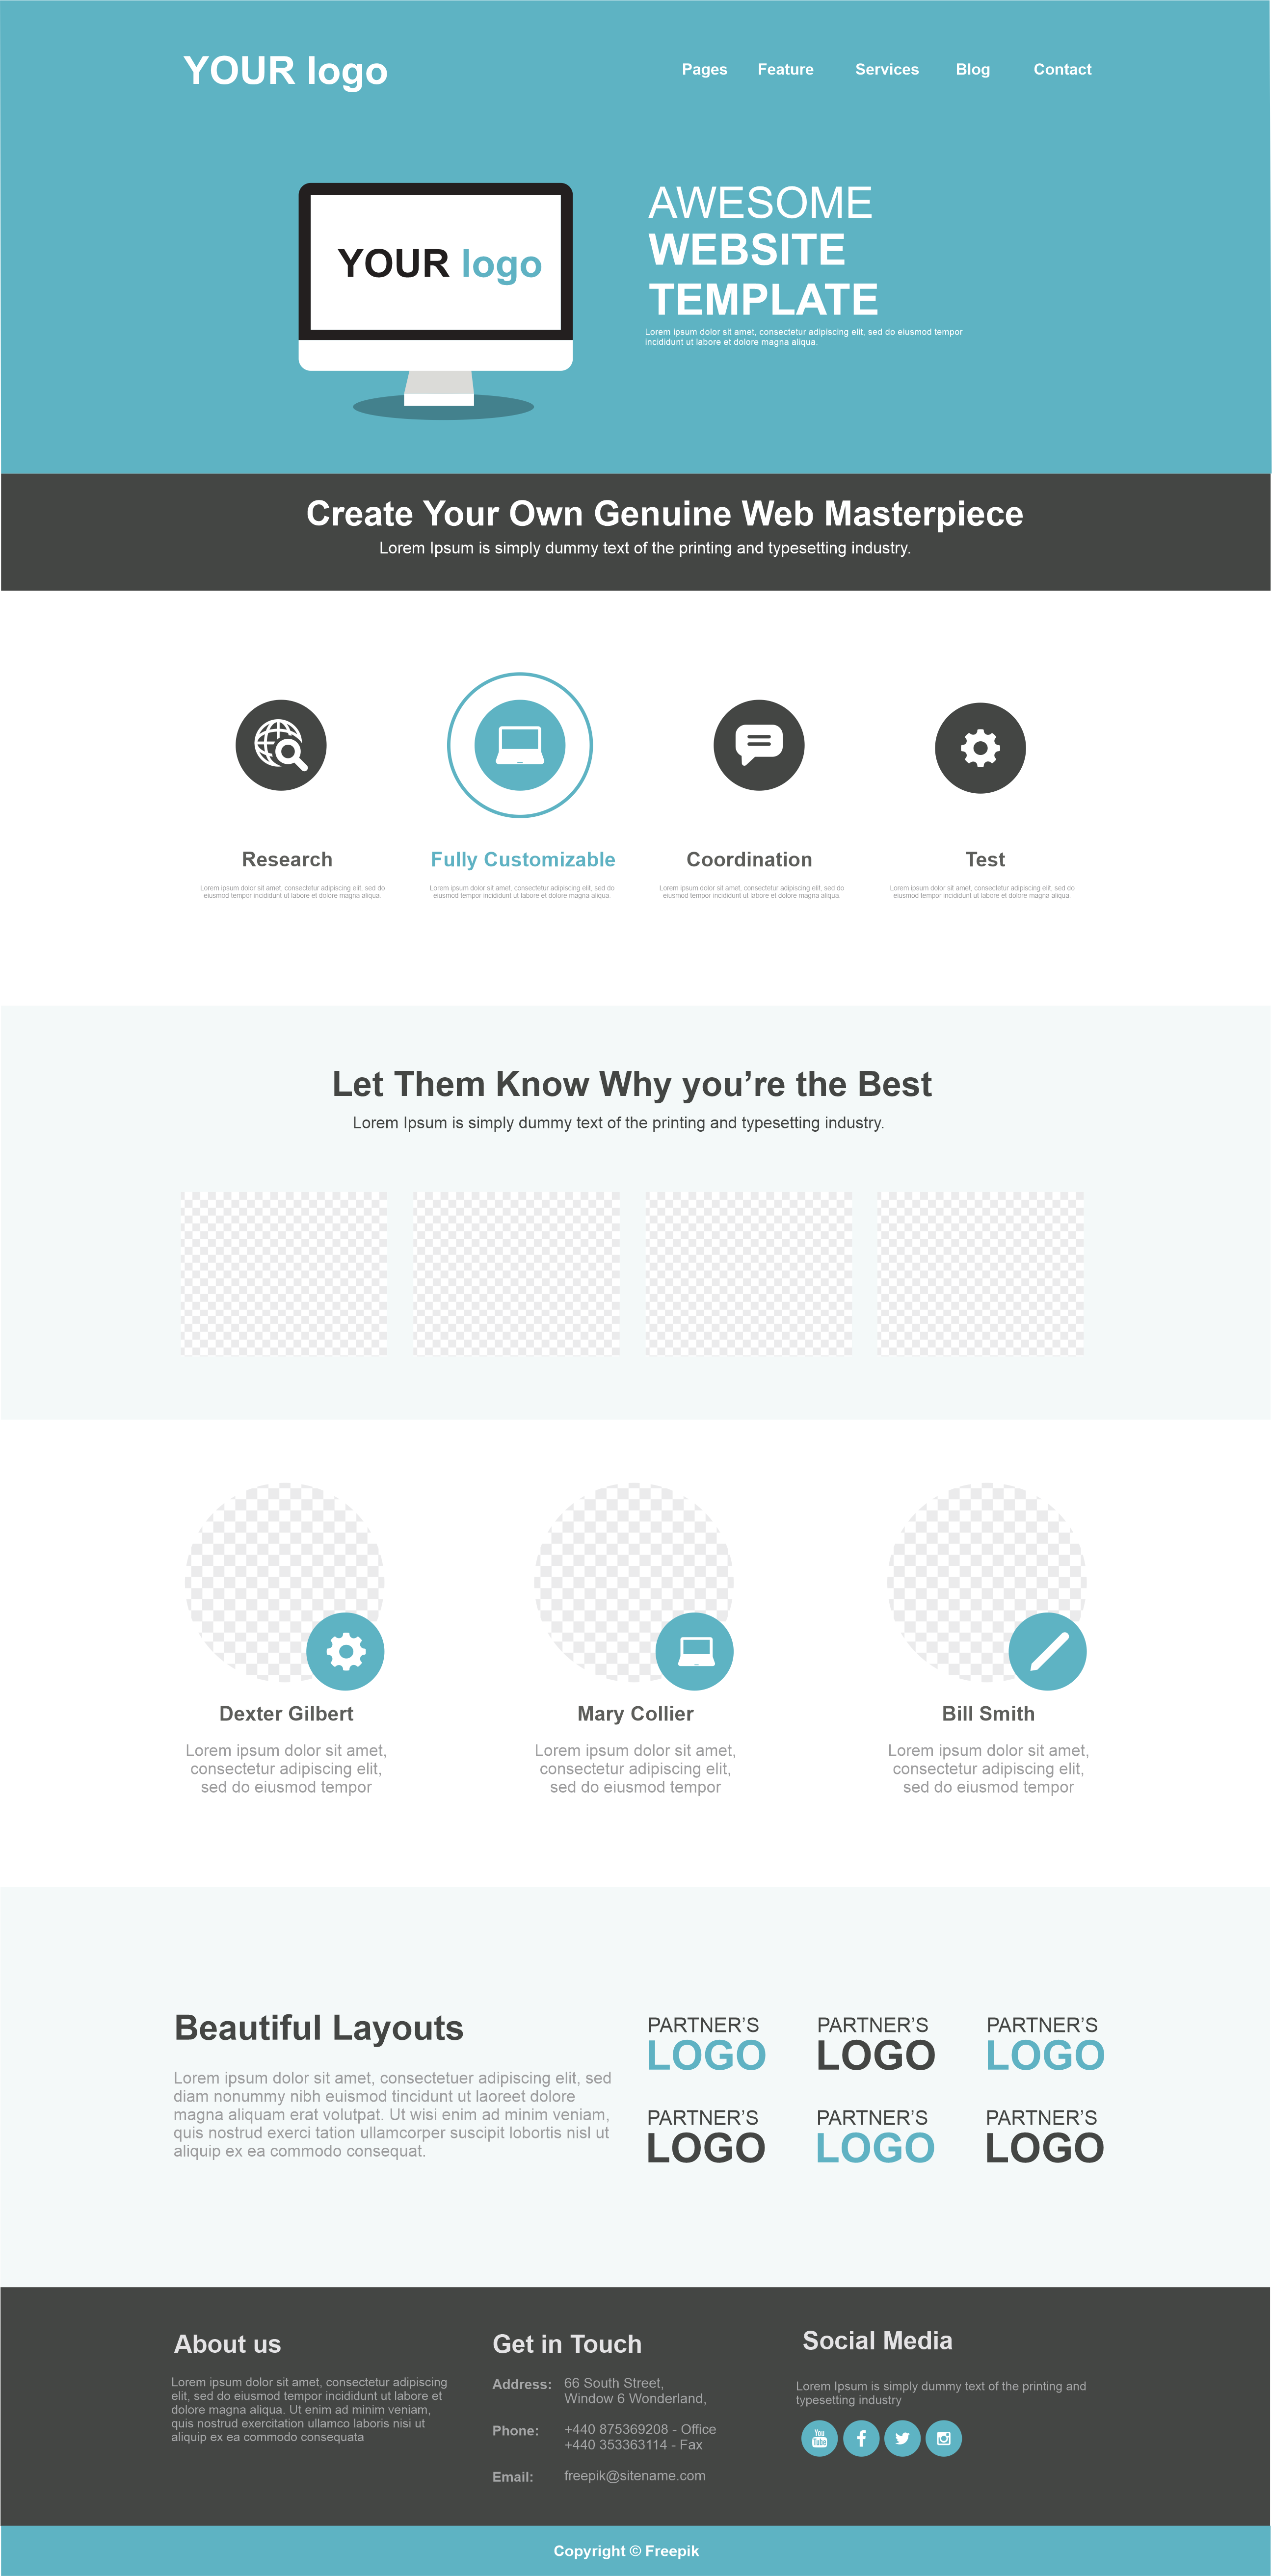 YOUR logo
Pages Feature Services Blog Contact
YOUR logo
AWESOME
WEBSITE
TEMPLATE
Lorem ipsum dolor sit amet, consectetur adipiscing elit, sed do eiusmod tempor
incididunt ut labore et dolore magna aliqua.
Create Your Own Genuine Web Masterpiece
Lorem Ipsum is simply dummy text of the printing and typesetting industry.
Research
Lorem ipsum dolor sit amet, consectetur adipiscing elit, sed do
eiusmod tempor incididunt ut labore et dolore magna aliqua.
Fully Customizable
Lorem ipsum dolor sit amet, consectetur adipiscing elit, sed do
eiusmod tempor incididunt ut labore et dolore magna aliqua.
Coordination
Lorem ipsum dolor sit amet, consectetur adipiscing elit, sed do
eiusmod tempor incididunt ut labore et dolore magna aliqua.
Test
Lorem ipsum dolor sit amet, consectetur adipiscing elit, sed do
eiusmod tempor incididunt ut labore et dolore magna aliqua.
Let Them Know Why you’re the Best
Lorem Ipsum is simply dummy text of the printing and typesetting industry.
Dexter Gilbert
Lorem ipsum dolor sit amet,
consectetur adipiscing elit,
sed do eiusmod tempor
Mary Collier
Lorem ipsum dolor sit amet,
consectetur adipiscing elit,
sed do eiusmod tempor
Bill Smith
Lorem ipsum dolor sit amet,
consectetur adipiscing elit,
sed do eiusmod tempor
Beautiful Layouts
Lorem ipsum dolor sit amet, consectetuer adipiscing elit, sed
diam nonummy nibh euismod tincidunt ut laoreet dolore
magna aliquam erat volutpat. Ut wisi enim ad minim veniam,
quis nostrud exerci tation ullamcorper suscipit lobortis nisl ut
aliquip ex ea commodo consequat.
PARTNER’S
LOGO
PARTNER’S
LOGO
PARTNER’S
LOGO
PARTNER’S
LOGO
PARTNER’S
LOGO
PARTNER’S
LOGO
About us
Lorem ipsum dolor sit amet, consectetur adipiscing
elit, sed do eiusmod tempor incididunt ut labore et
dolore magna aliqua. Ut enim ad minim veniam,
quis nostrud exercitation ullamco laboris nisi ut
aliquip ex ea commodo consequata
Get in Touch
Address: 66 South Street,
Window 6 Wonderland,
Phone: +440 875369208 - Office
+440 353363114 - Fax
Email: freepik@sitename.com
Social Media
Lorem Ipsum is simply dummy text of the printing and
typesetting industry
You
Tube
Copyright © Freepik